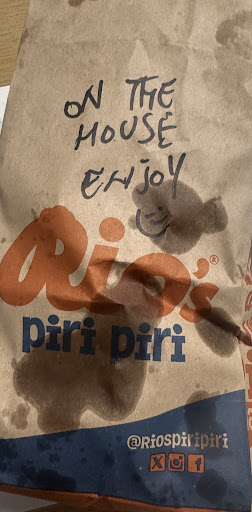 ON THE
HOUSE
ENJOY
Rio's®
piri piri
@Riospiripiri